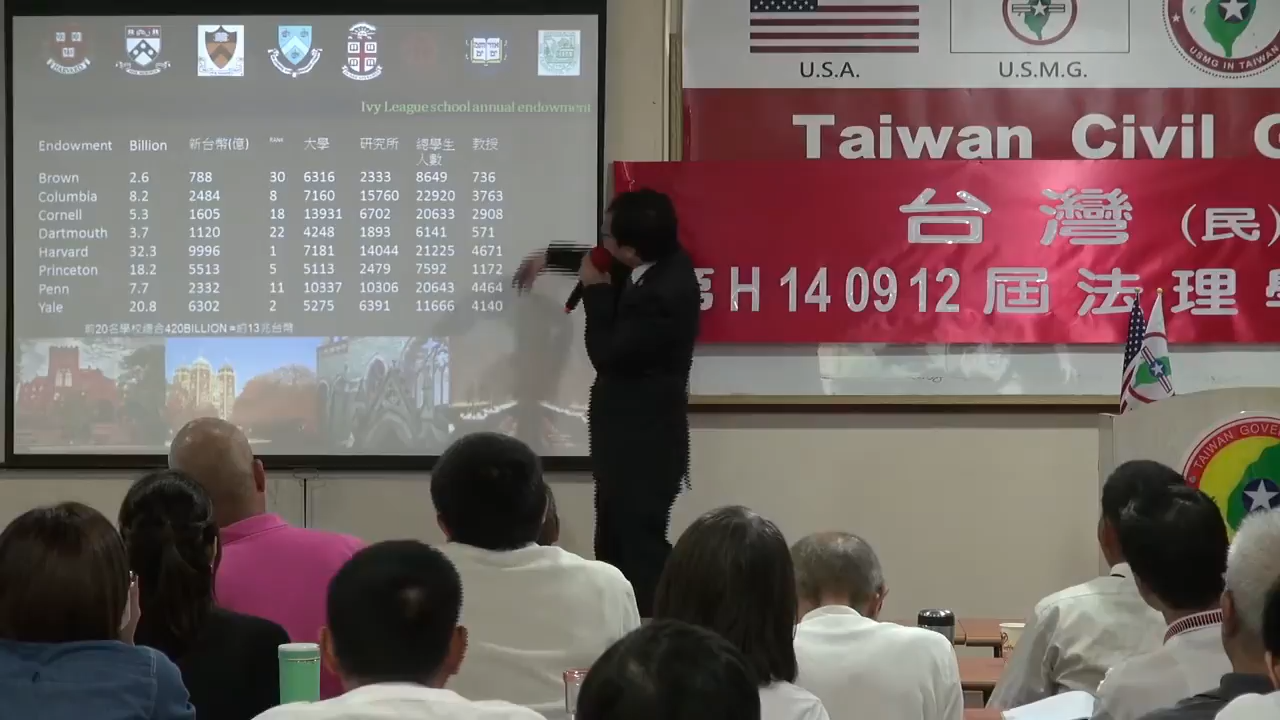 Ivy League school annual endowment
Endowment Billion 新台幣(億) 大學 研究所 總學生人數 教授
Brown 2.6 788 30 6316 2333 8649 736
Columbia 8.2 2484 8 7160 15760 22920 3763
Cornell 5.3 1605 18 13931 6702 20633 2908
Dartmouth 3.7 1120 22 4248 1893 6141 571
Harvard 32.3 9996 1 7181 14044 21225 4671
Princeton 18.2 5513 5 5113 2479 7592 1172
Penn 7.7 2332 11 10337 10306 20643 4464
Yale 20.8 6302 2 5275 6391 11666 4140
前20名學校總合420BILLION=約13兆台幣
U.S.A. U.S.M.G.
USMG IN TAIWAN
Taiwan Civil
台灣(民)
H 14 09 12 屆法理學
TAIWAN GOVE